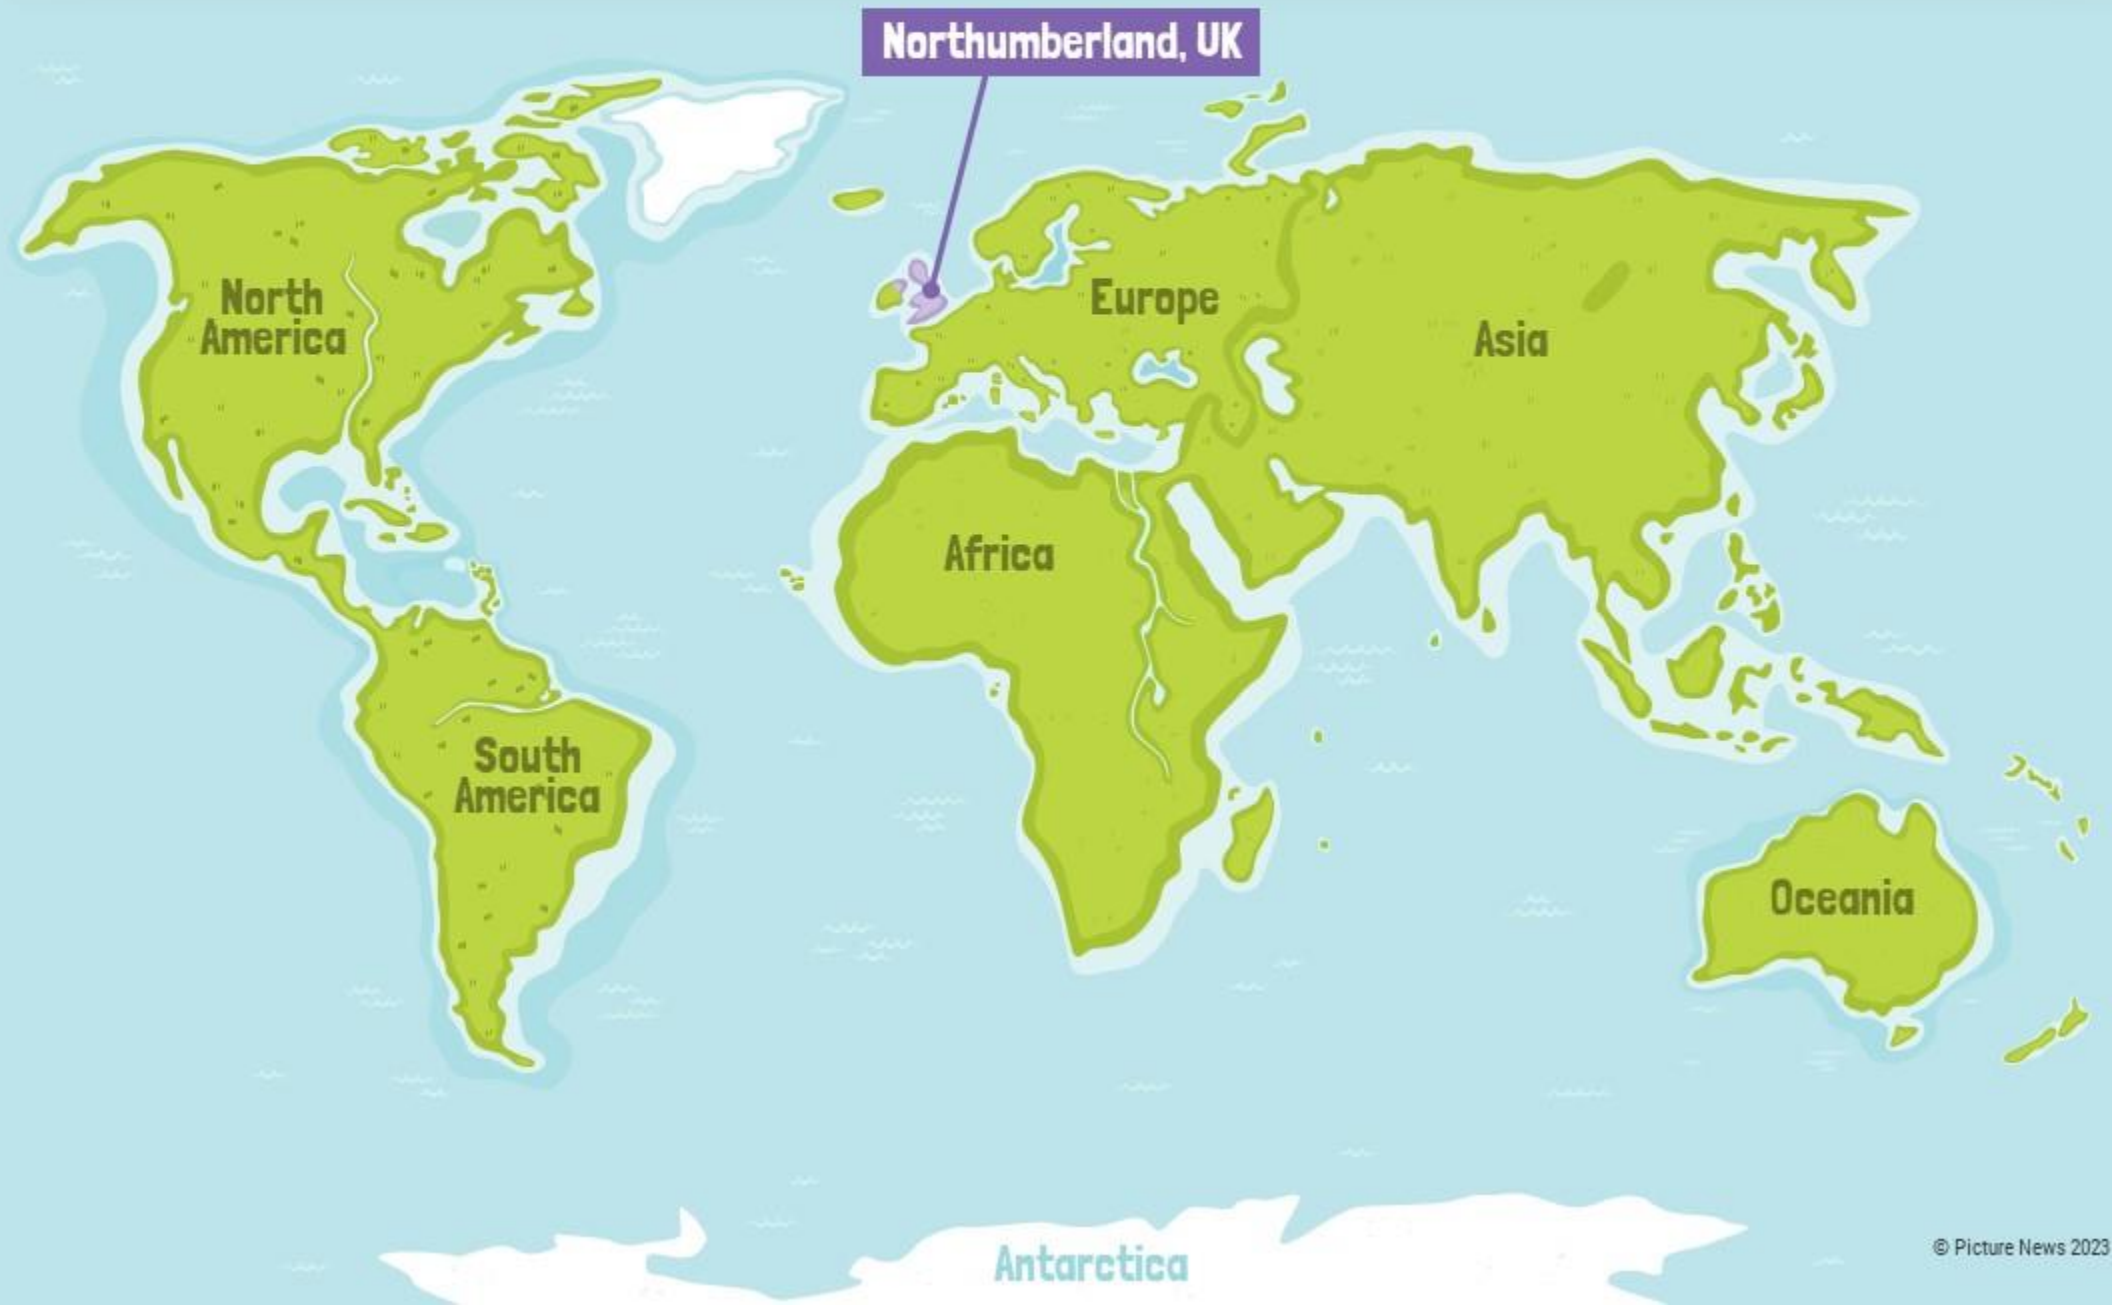 Northumberland, UK
North
America
Europe
Asia
Africa
South
America
Oceania
Antarctica
© Picture News 2023